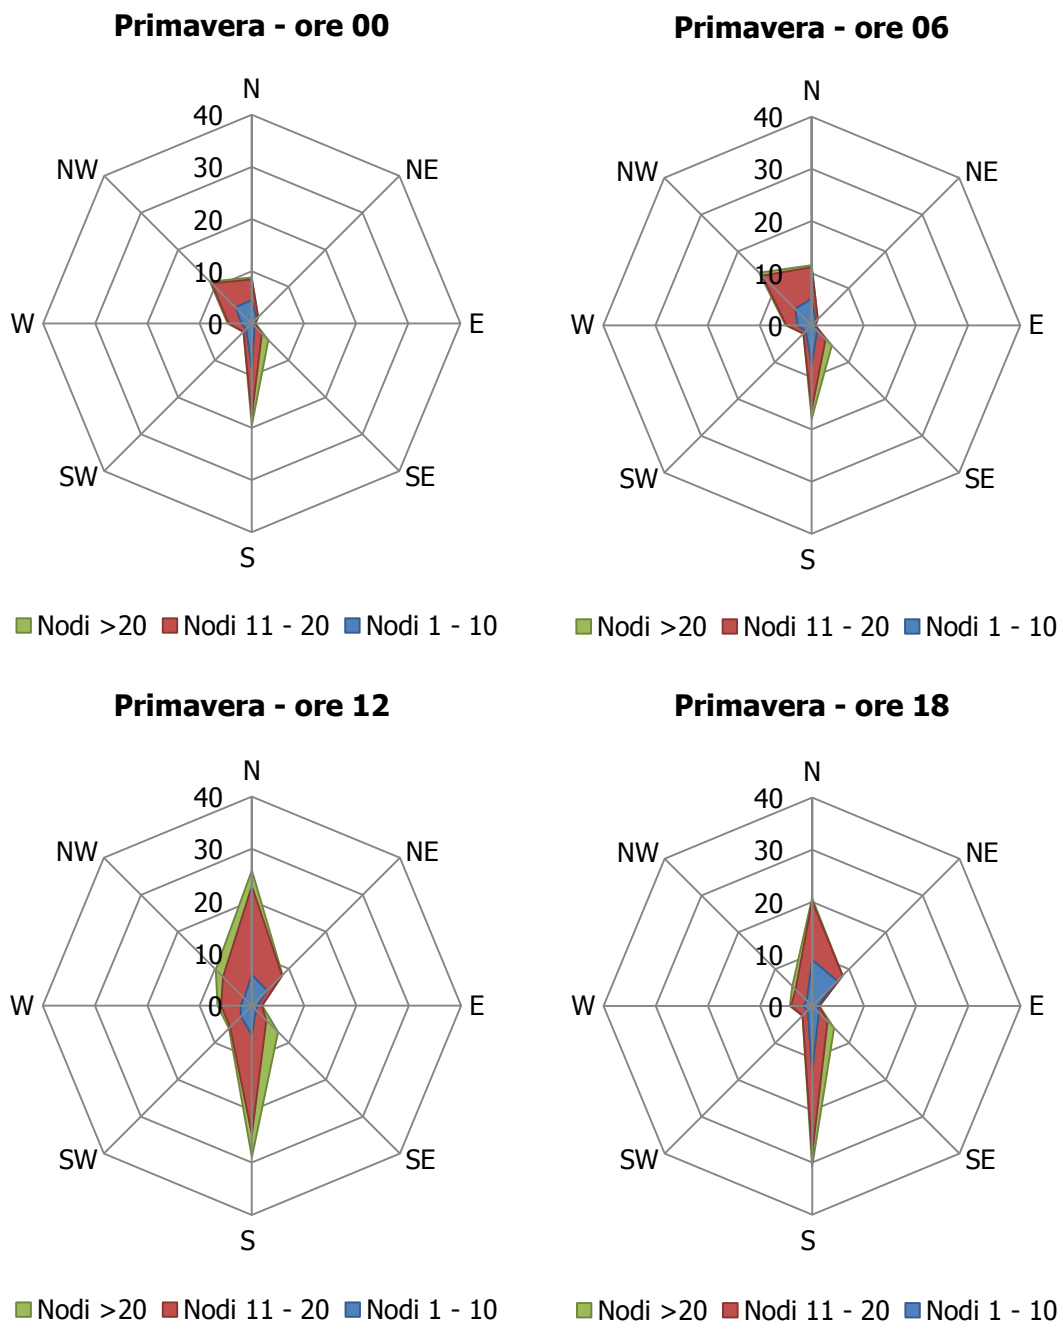 Primavera - ore 00
N
40
30
20
10
0
NW
NE
W
E
SW
SE
S
Nodi >20 Nodi 11 - 20 Nodi 1 - 10
Primavera - ore 06
N
40
30
20
10
0
NW
NE
W
E
SW
SE
S
Nodi >20 Nodi 11 - 20 Nodi 1 - 10
Primavera - ore 12
N
40
30
20
10
0
NW
NE
W
E
SW
SE
S
Nodi >20 Nodi 11 - 20 Nodi 1 - 10
Primavera - ore 18
N
40
30
20
10
0
NW
NE
W
E
SW
SE
S
Nodi >20 Nodi 11 - 20 Nodi 1 - 10